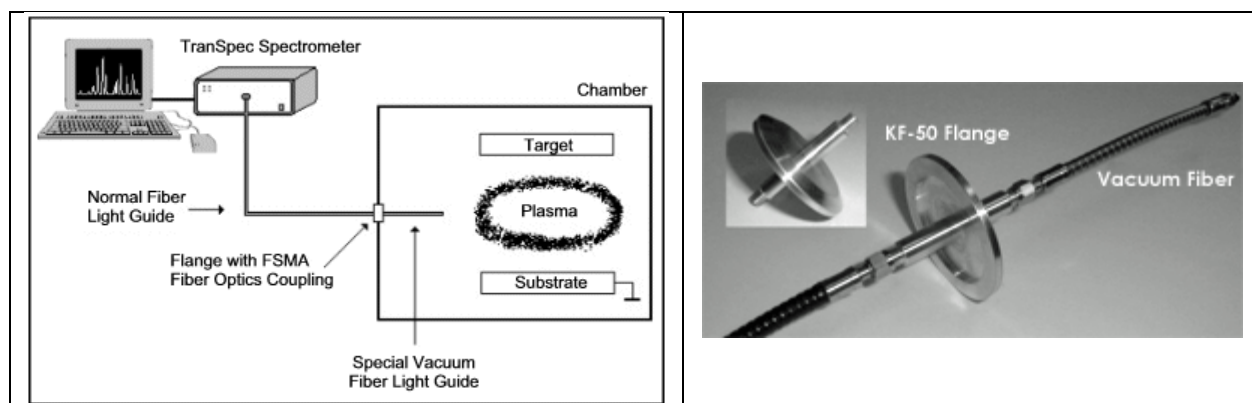 TranSpec Spectrometer
Chamber
Target
Normal Fiber
Light Guide
Plasma
Flange with FSMA
Fiber Optics Coupling
Substrate
Special Vacuum
Fiber Light Guide
KF-50 Flange
Vacuum Fiber